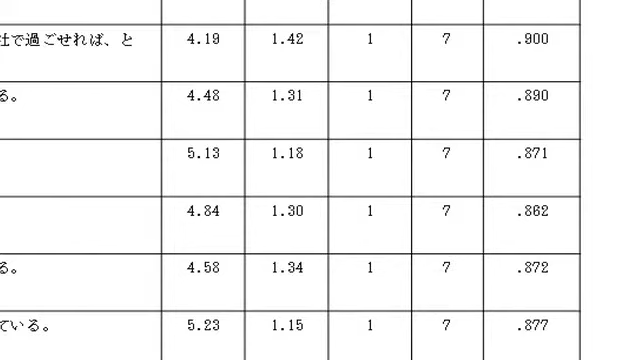 社で過ごせれば、と 4.19 1.42 1 7 .900
る。 4.48 1.31 1 7 .890
5.13 1.18 1 7 .871
4.84 1.30 1 7 .862
る。 4.58 1.34 1 7 .872
ている。 5.23 1.15 1 7 .877